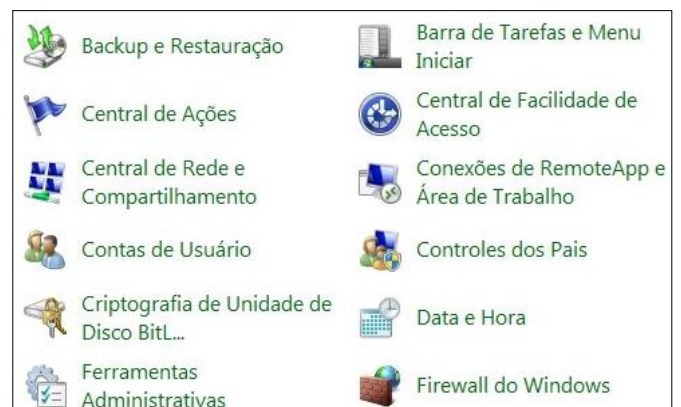 Backup e Restauração
Barra de Tarefas e Menu
Iniciar
Central de Ações
Central de Facilidade de
Acesso
Central de Rede e
Compartilhamento
Conexões de RemoteApp e
Área de Trabalho
Contas de Usuário
Controles dos Pais
Criptografia de Unidade de
Disco BitL...
Data e Hora
Ferramentas
Administrativas
Firewall do Windows